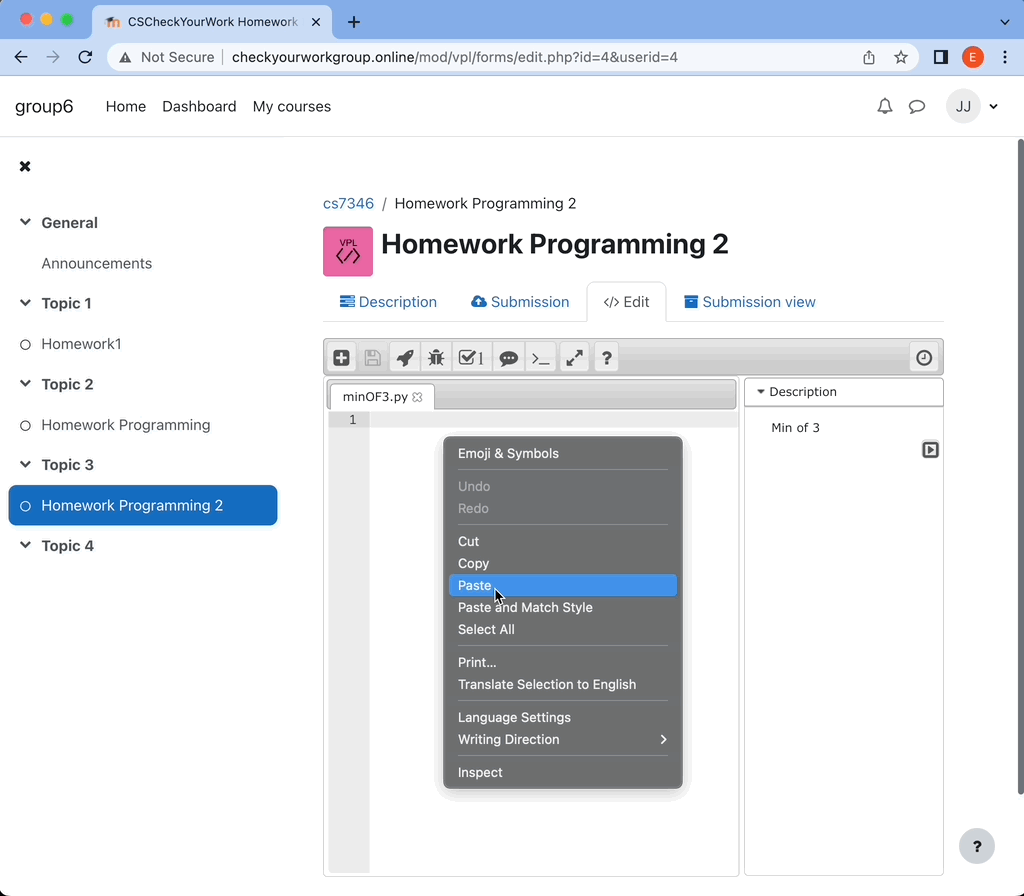 CSCheckYourWork Homework
Not Secure
checkyourworkgroup.online/mod/vpl/forms/edit.php?id=4&userid=4
E
group6
Home
Dashboard
My courses
JJ
General
Announcements
Topic 1
Homework1
Topic 2
Homework Programming
Topic 3
Homework Programming 2
Topic 4
cs7346 / Homework Programming 2
VPL
</>
Homework Programming 2
Description
Submission
</> Edit
Submission view
1
>_
?
minOF3.py
1
Description
Min of 3
Emoji & Symbols
Undo
Redo
Cut
Copy
Paste
Paste and Match Style
Select All
Print...
Translate Selection to English
Language Settings
Writing Direction
Inspect
?